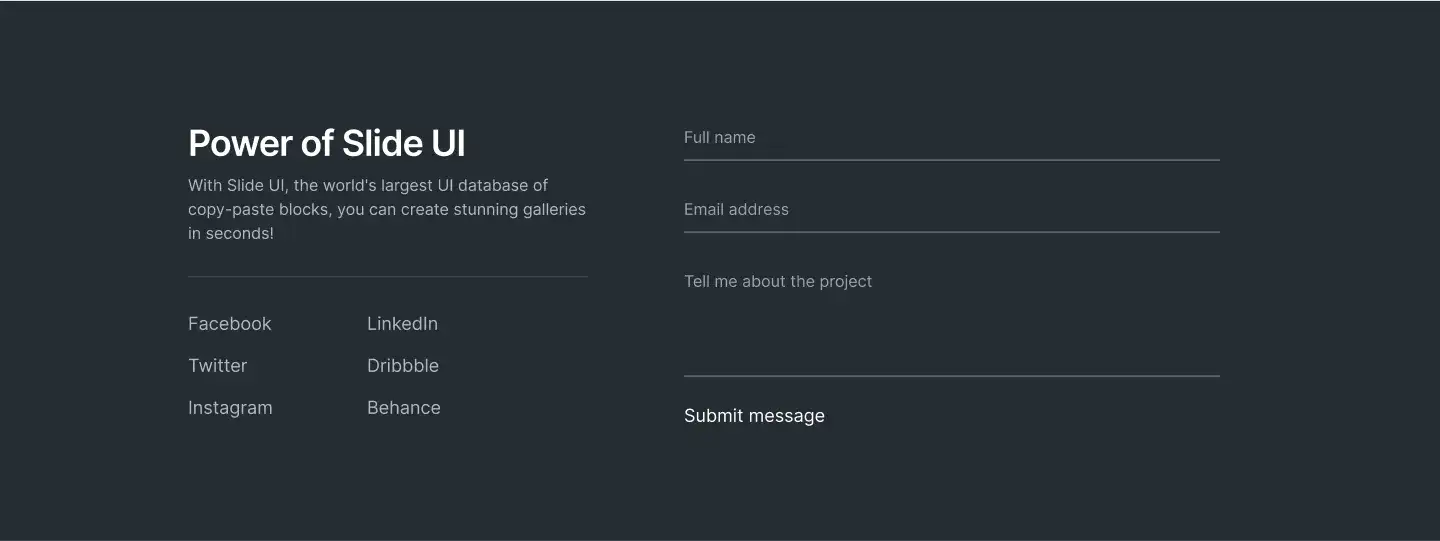 Power of Slide UI
With Slide UI, the world's largest UI database of
copy-paste blocks, you can create stunning galleries
in seconds!
Facebook
LinkedIn
Twitter
Dribbble
Instagram
Behance
Full name
Email address
Tell me about the project
Submit message